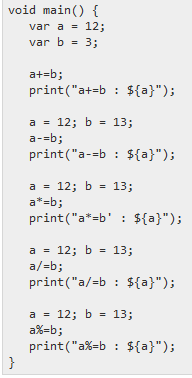 void main() {
var a = 12;
var b = 3;
a+=b;
print("a+=b : ${a}");
a = 12; b = 13;
a-=b;
print("a-=b : ${a}");
a = 12; b = 13;
a*=b;
print("a*=b' : ${a}");
a = 12; b = 13;
a/=b;
print("a/=b : ${a}");
a = 12; b = 13;
a%=b;
print("a%=b : ${a}");
}